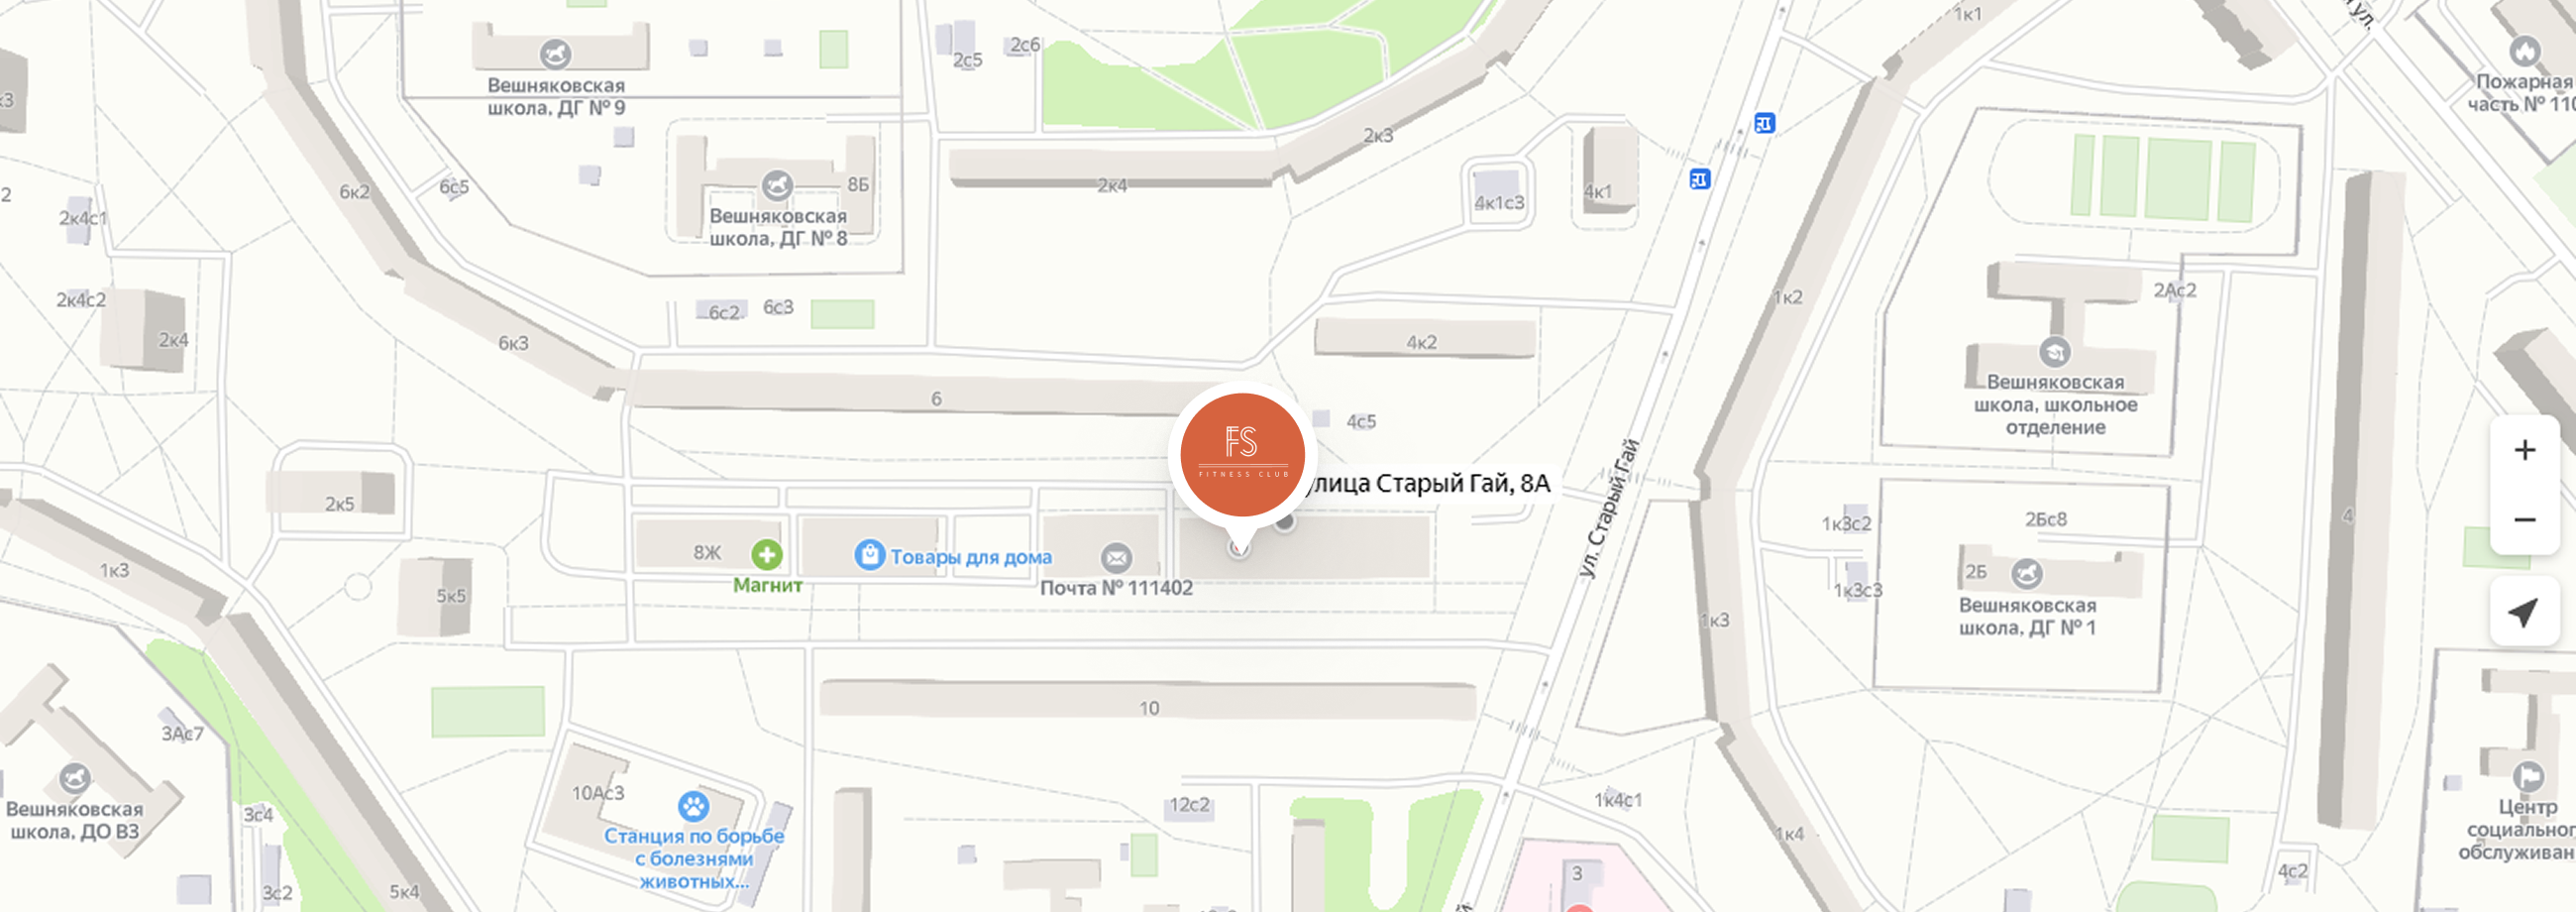 1к1
2с5
2с6
Вешняковская
школа, ДГ № 9
Пожарная
часть № 110
2к3
6к2
6с5
8Б
2к4
4к1с3
4к1
2к4с1
Вешняковская
школа, ДГ № 8
2к4с2
6с2
6с3
1к2
2Ас2
2к4
6к3
4к2
Вешняковская
школа, школьное
отделение
6
4с5
FS
FITNESS CLUB
улица Старый Гай, 8А
ул. Старый Гай
+
−
2к5
4
1к3с2
2Бс8
8Ж
Магнит
Товары для дома
Почта № 111402
1к3
5к5
2Б
1к3с3
Вешняковская
школа, ДГ № 1
1к3
10
3Ас7
Вешняковская
школа, ДО ВЗ
10Ас3
Станция по борьбе
с болезнями
животных...
12с2
1к4с1
Центр
3с4
1к4
3
4с2
3с2
5к4